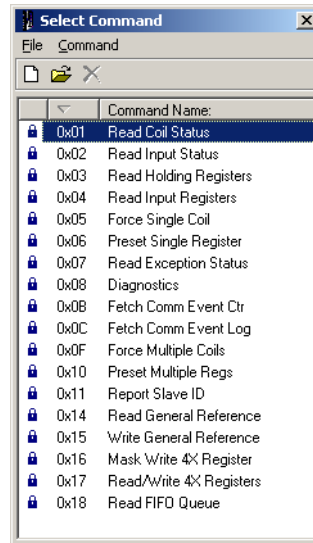 Select Command
File Command
Command Name:
0x01 Read Coil Status
0x02 Read Input Status
0x03 Read Holding Registers
0x04 Read Input Registers
0x05 Force Single Coil
0x06 Preset Single Register
0x07 Read Exception Status
0x08 Diagnostics
0x0B Fetch Comm Event Ctr
0x0C Fetch Comm Event Log
0x0F Force Multiple Coils
0x10 Preset Multiple Regs
0x11 Report Slave ID
0x14 Read General Reference
0x15 Write General Reference
0x16 Mask Write 4X Register
0x17 Read/Write 4X Registers
0x18 Read FIFO Queue